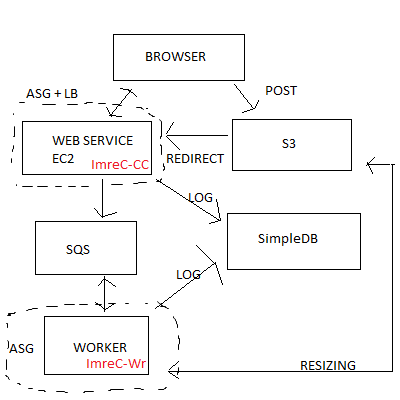 BROWSER
ASG + LB
POST
WEB SERVICE
EC2
ImreC-CC
REDIRECT
S3
LOG
SQS
SimpleDB
LOG
ASG
WORKER
ImreC-Wr
RESIZING